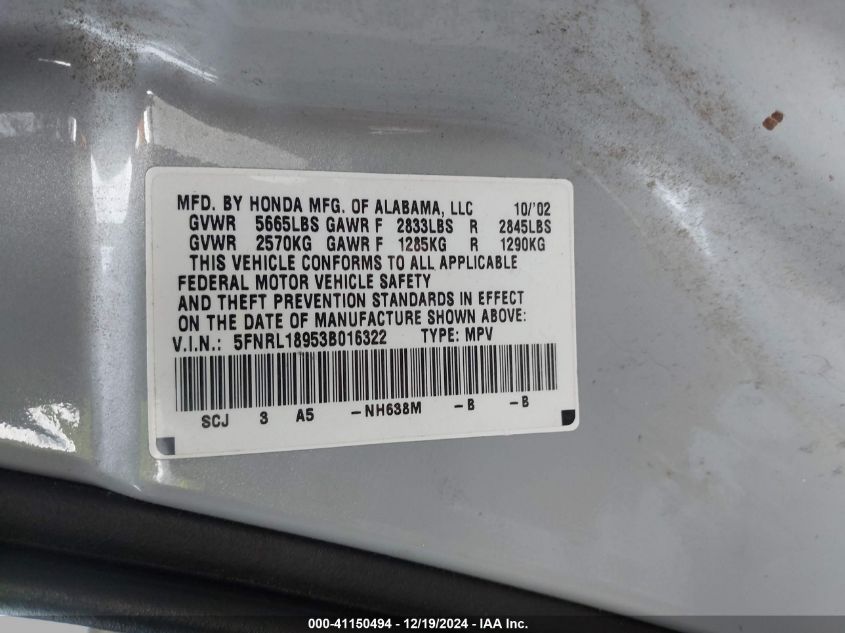 MFD. BY HONDA MFG. OF ALABAMA, LLC 10/'02
GVWR 5665LBS GAWR F 2833LBS R 2845LBS
GVWR 2570KG GAWR F 1285KG R 1290KG
THIS VEHICLE CONFORMS TO ALL APPLICABLE
FEDERAL MOTOR VEHICLE SAFETY
AND THEFT PREVENTION STANDARDS IN EFFECT
ON THE DATE OF MANUFACTURE SHOWN ABOVE:
V.I.N.: 5FNRL18953B016322 TYPE: MPV
SCJ 3 A5 -NH638M -B -B
000-41150494 - 12/19/2024 - IAA Inc.